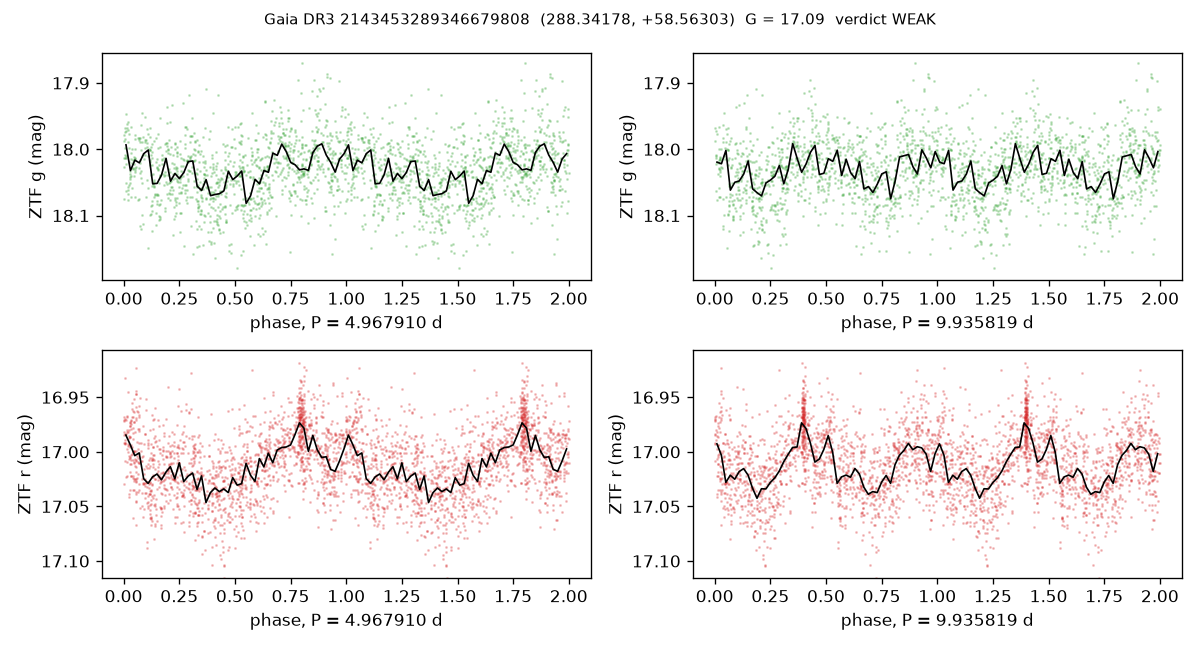 Gaia DR3 2143453289346679808 (288.34178, +58.56303) G = 17.09 verdict WEAK
ZTF g (mag)
17.9
18.0
18.1
0.00 0.25 0.50 0.75 1.00 1.25 1.50 1.75 2.00
phase, P = 4.967910 d
ZTF g (mag)
17.9
18.0
18.1
0.00 0.25 0.50 0.75 1.00 1.25 1.50 1.75 2.00
phase, P = 9.935819 d
ZTF r (mag)
16.95
17.00
17.05
17.10
0.00 0.25 0.50 0.75 1.00 1.25 1.50 1.75 2.00
phase, P = 4.967910 d
ZTF r (mag)
16.95
17.00
17.05
17.10
0.00 0.25 0.50 0.75 1.00 1.25 1.50 1.75 2.00
phase, P = 9.935819 d